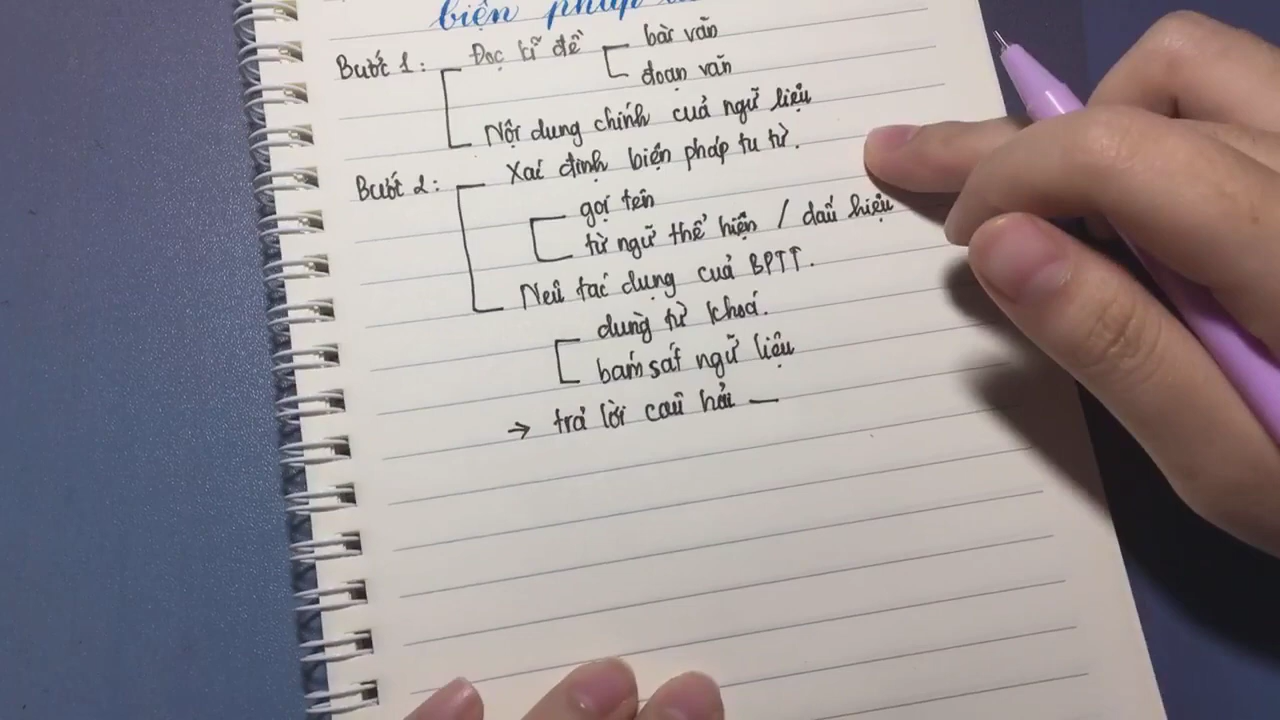 biện pháp
Bước 1: Đọc kĩ đề bài văn
đoạn văn
Nội dung chính của ngữ liệu
Bước 2: Xác định biện pháp tu từ.
gọi tên
từ ngữ thể hiện / dấu hiệu
Nêu tác dụng của BPTT.
dùng từ khoá.
bám sát ngữ liệu
→ trả lời câu hỏi —